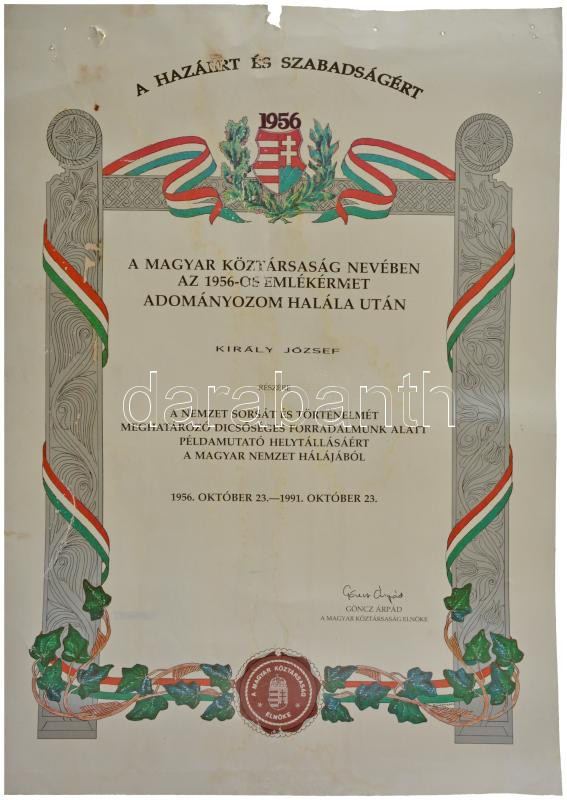 A HAZÁÉRT ÉS SZABADSÁGÉRT
1956
A MAGYAR KÖZTÁRSASÁG NEVÉBEN
AZ 1956-OS EMLÉKÉRMET
ADOMÁNYOZOM HALÁLA UTÁN
KIRÁLY JÓZSEF
RÉSZÉRE
darabanth
A NEMZET SORSÁT ÉS TÖRTÉNELMÉT
MEGHATÁROZÓ DICSŐSÉGES FORRADALMUNK ALATT
PÉLDAMUTATÓ HELYTÁLLÁSÁÉRT
A MAGYAR NEMZET HÁLÁJÁBÓL
1956. OKTÓBER 23.—1991. OKTÓBER 23.
Göncz Árpád
GÖNCZ ÁRPÁD
A MAGYAR KÖZTÁRSASÁG ELNÖKE
A MAGYAR KÖZTÁRSASÁG
ELNÖKE